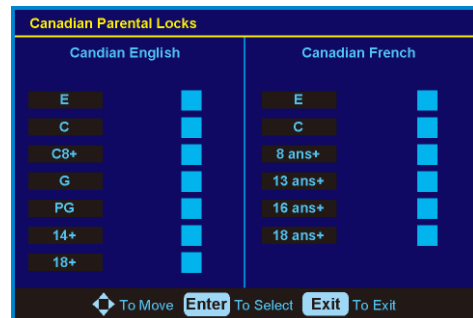 Canadian Parental Locks
Candian English
E
C
C8+
G
PG
14+
18+
Canadian French
E
C
8 ans+
13 ans+
16 ans+
18 ans+
To Move Enter To Select Exit To Exit